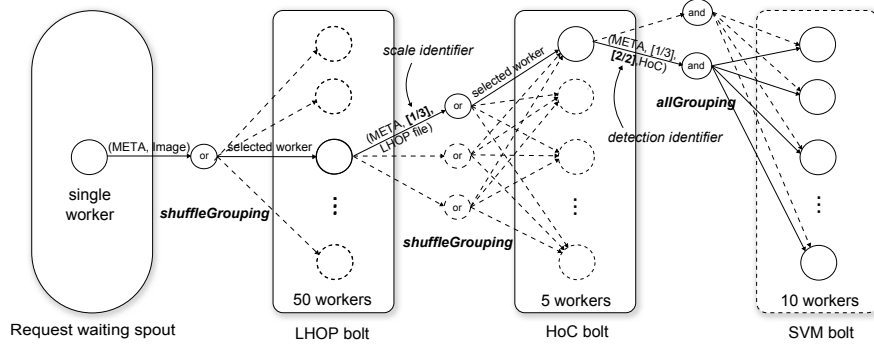 single
worker
Request waiting spout
(META, Image)
or
selected worker
shuffleGrouping
50 workers
LHOP bolt
scale identifier
(META, [1/3],
LHOP file)
or
or
or
selected worker
shuffleGrouping
5 workers
HoC bolt
(META, [1/3],
[2/2],HoC)
detection identifier
and
and
allGrouping
10 workers
SVM bolt